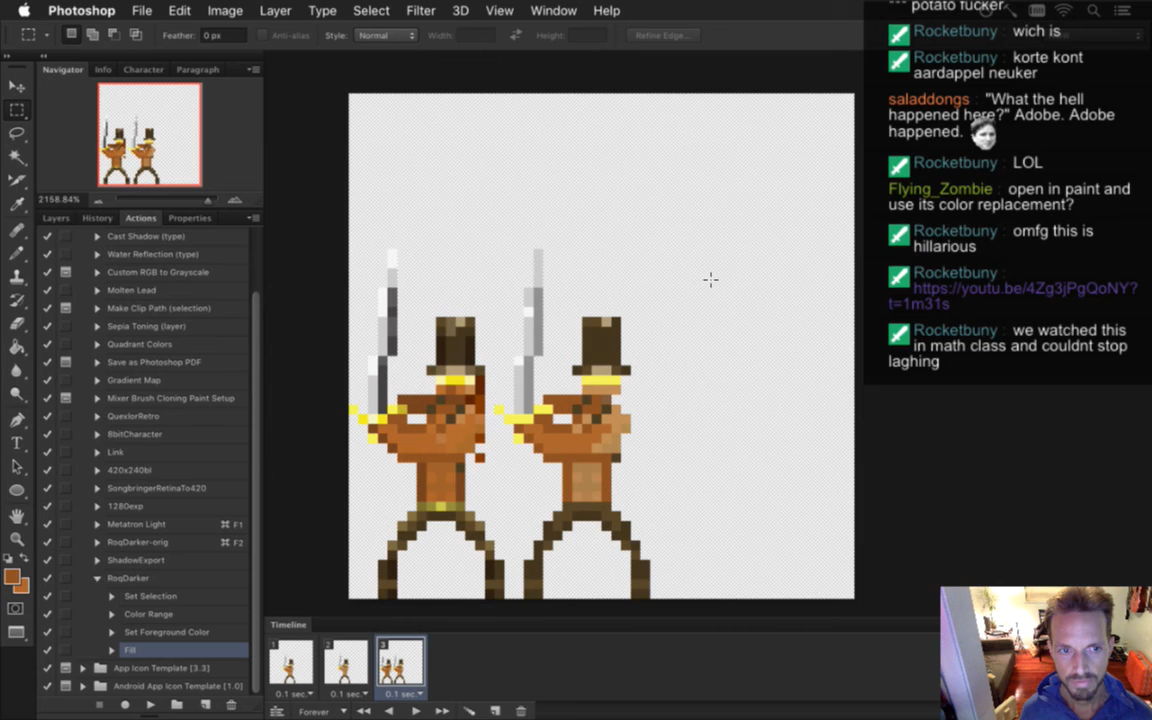 Photoshop File Edit Image Layer Type Select Filter 3D View Window Help
Feather: 0 px Anti-alias Style: Normal Width: Height: Refine Edge...
Navigator Info Character Paragraph
2158.84%
Layers History Actions Properties
Cast Shadow (type)
Water Reflection (type)
Custom RGB to Grayscale
Molten Lead
Make Clip Path (selection)
Sepia Toning (layer)
Quadrant Colors
Save as Photoshop PDF
Gradient Map
Mixer Brush Cloning Paint Setup
QuexlorRetro
8bitCharacter
Link
420x240bl
SongbringerRetinaTo420
1280exp
Metatron Light ⌘ F1
RoqDarker-orig ⌘ F2
ShadowExport
RoqDarker
Set Selection
Color Range
Set Foreground Color
Fill
App Icon Template [3.3]
Android App Icon Template [1.0]
Timeline
1 2 3
0.1 sec. 0.1 sec. 0.1 sec.
Forever
potato fucker.
Rocketbuny : wich is
Rocketbuny : korte kont
aardappel neuker
saladdongs : "What the hell
happened here?" Adobe. Adobe
happened.
Rocketbuny : LOL
Flying_Zombie : open in paint and
use its color replacement?
Rocketbuny : omfg this is
hillarious
Rocketbuny :
https://youtu.be/4Zg3jPgQoNY?
t=1m31s
Rocketbuny : we watched this
in math class and couldnt stop
laghing